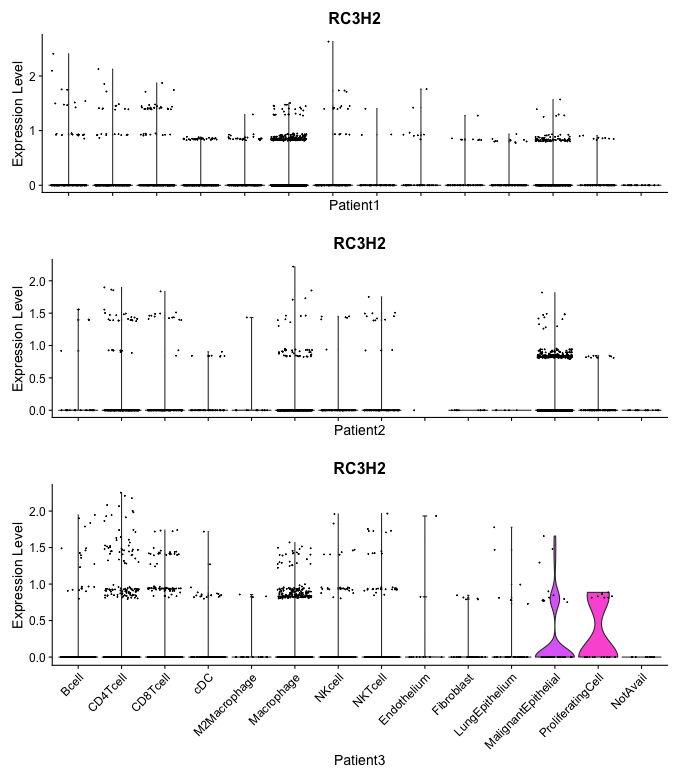 RC3H2
Expression Level
2
1
0
Patient1
RC3H2
Expression Level
2.0
1.5
1.0
0.5
0.0
Patient2
RC3H2
Expression Level
2.0
1.5
1.0
0.5
0.0
Bcell
CD4Tcell
CD8Tcell
cDC
M2Macrophage
Macrophage
NKcell
NKTcell
Endothelium
Fibroblast
LungEpithelium
MalignantEpithelial
ProliferatingCell
NotAvail
Patient3